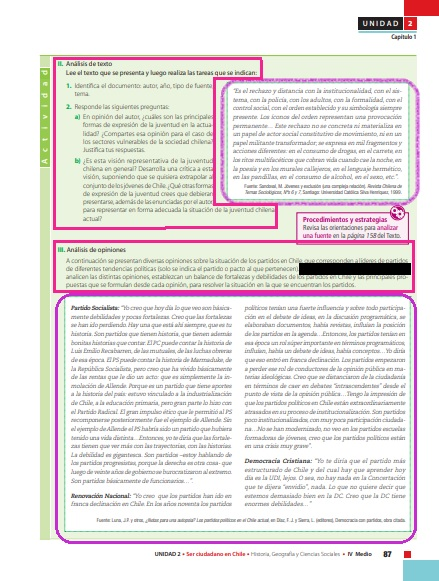 UNIDAD 2
Capítulo 1
Actividad
II. Análisis de texto
Lee el texto que se presenta y luego realiza las tareas que se indican:
1. Identifica el documento: autor, año, tipo de fuente,
tema.
2. Responde las siguientes preguntas:
a) En opinión del autor, ¿cuáles son las principales
formas de expresión de la juventud en la actua-
lidad? ¿Compartes esa opinión para el caso de
los sectores vulnerables de la sociedad chilena?
Justifica tus respuestas.
b) ¿Es esta visión representativa de la juventud
chilena en general? Desarrolla una crítica a esta
visión, suponiendo que se quisiera extrapolar al
conjunto de los jóvenes de Chile. ¿Qué otras formas
de expresión de la juventud crees que debieran
presentarse, además de las enunciadas por el autor,
para representar en forma adecuada la situación de la juventud chilena
actual?
"Es el rechazo y distancia con la institucionalidad, con el sis-
tema, con la policía, con los adultos, con la formalidad, con el
control social, con el orden establecido y su simbología siempre
presente. Los íconos del orden representan una provocación
permanente... Este rechazo no se concreta ni materializa en
un papel de actor social constitutivo de movimiento, ni en un
papel militante transformador; se expresa en mil fragmentos y
acciones diferentes: en el consumo de drogas, en el carrete, en
los ritos multifacéticos que cobran vida cuando cae la noche, en
la poesía y en los murales callejeros, en el lenguaje hermético,
en las pandillas, en el consumo de alcohol, en el sexo, etc".
Fuente: Sandoval, M. Jóvenes y exclusión (una compleja relación). Revista Chilena de
Temas Sociológicos. Nºs 6 y 7. Santiago: Universidad Católica Silva Henríquez, 1999.
Procedimientos y estrategias
Revisa las orientaciones para analizar
una fuente en la página 158 del Texto.
III. Análisis de opiniones
A continuación se presentan diversas opiniones sobre la situación de los partidos en Chile que corresponden a líderes de partidos
de diferentes tendencias políticas (solo se indica el partido o pacto al que pertenecen
analicen las distintas opiniones, establezcan un balance de fortalezas y debilidades de los partidos en Chile y las principales pro-
puestas que se formulan desde cada opinión, para resolver la situación en la que se encuentran los partidos.
Partido Socialista: "Yo creo que hoy día lo que veo son básica-
mente debilidades y pocas fortalezas. Creo que las fortalezas
se han ido perdiendo. Hay una que está ahí siempre, que es tu
historia. Son partidos que tienen historia, que tienen además
bonitas historias que contar. El PC puede contar la historia de
Luis Emilio Recabarren, de las mutuales, de las luchas obreras
de esa época. El PS puede contar la historia de Marmaduke, de
la República Socialista, pero creo que ha vivido básicamente
de las rentas que le dio un acto que es simplemente la in-
molación de Allende. Porque es un partido que tiene aportes
a la historia del país: estuvo vinculado a la industrialización
de Chile, a la educación primaria, pero gran parte lo hizo con
el Partido Radical. El gran impulso ético que le permitió al PS
recomponerse posteriormente fue el ejemplo de Allende. Sin
el ejemplo de Allende el PS habría sido un partido que hubiera
tenido una vida distinta... Entonces, yo te diría que las fortale-
zas tienen que ver más con las trayectorias, con las historias.
La debilidad es gigantesca. Son partidos –estoy hablando de
los partidos progresistas, porque la derecha es otra cosa– que
luego de veinte años de gobierno se burocratizaron al extremo.
Son partidos básicamente de funcionarios...".
Renovación Nacional: "Yo creo que los partidos han ido en
franca declinación en Chile. En los años noventa los partidos
políticos tenían una fuerte influencia y sobre todo participa-
ción en el debate de ideas, en la discusión programática, se
elaboraban documentos, había revistas, influían la posición
de los partidos en la agenda... Entonces, los partidos tenían en
esa época un rol súper importante en términos programáticos,
influían, había un debate de ideas, había conceptos... Yo diría
que eso entró en franca declinación. Los partidos empezaron
a perder ese rol de conductores de la opinión pública en ma-
terias ideológicas. Creo que se distanciaron de la ciudadanía
en términos de caer en debates "intrascendentes" desde el
punto de vista de la opinión pública... Tengo la impresión de
que los partidos políticos en Chile están extraordinariamente
atrasados en su proceso de institucionalización. Son partidos
poco institucionalizados, con muy poca participación ciudada-
na... No se han modernizado, no veo en los partidos escuelas
formadoras de jóvenes, creo que los partidos políticos están
en una crisis muy grave".
Democracia Cristiana: "Yo te diría que el partido más
estructurado de Chile y del cual hay que aprender hoy
día es la UDI, lejos. O sea, no hay nada en la Concertación
que te dijera "envidio", nada. Lo que no quiere decir que
estemos demasiado bien en la DC. Creo que la DC tiene
enormes debilidades...".
Fuente: Luna, J.P. y otros, ¿Notas para una autopsia? Los partidos políticos en el Chile actual, en Díaz, F. J. y Sierra, L. (editores), Democracia con partidos, obra citada.
UNIDAD 2 • Ser ciudadano en Chile • Historia, Geografía y Ciencias Sociales • IV Medio 87